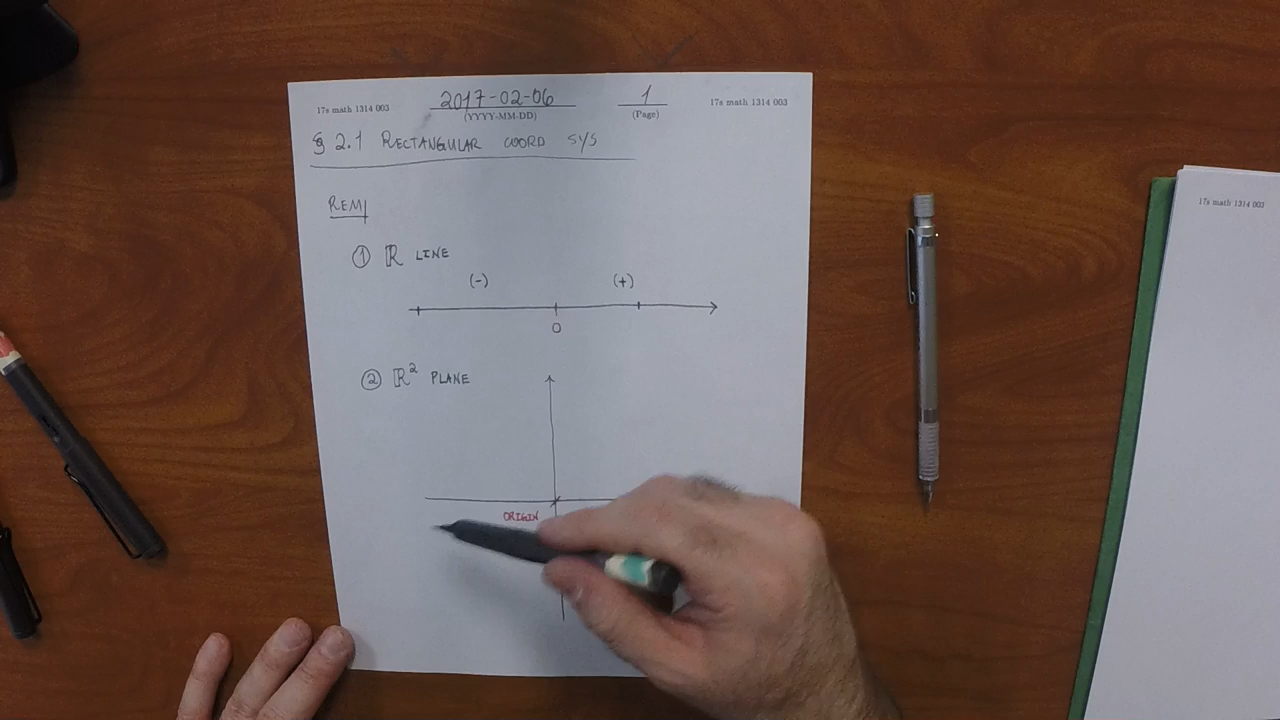 17s math 1314 003 2017-02-06 1 17s math 1314 003
(YYYY-MM-DD) (Page)
§ 2.1 RECTANGULAR COORD SYS
REM
① ℝ LINE
(-) (+)
0
② ℝ² PLANE
ORIGIN
17s math 1314 003